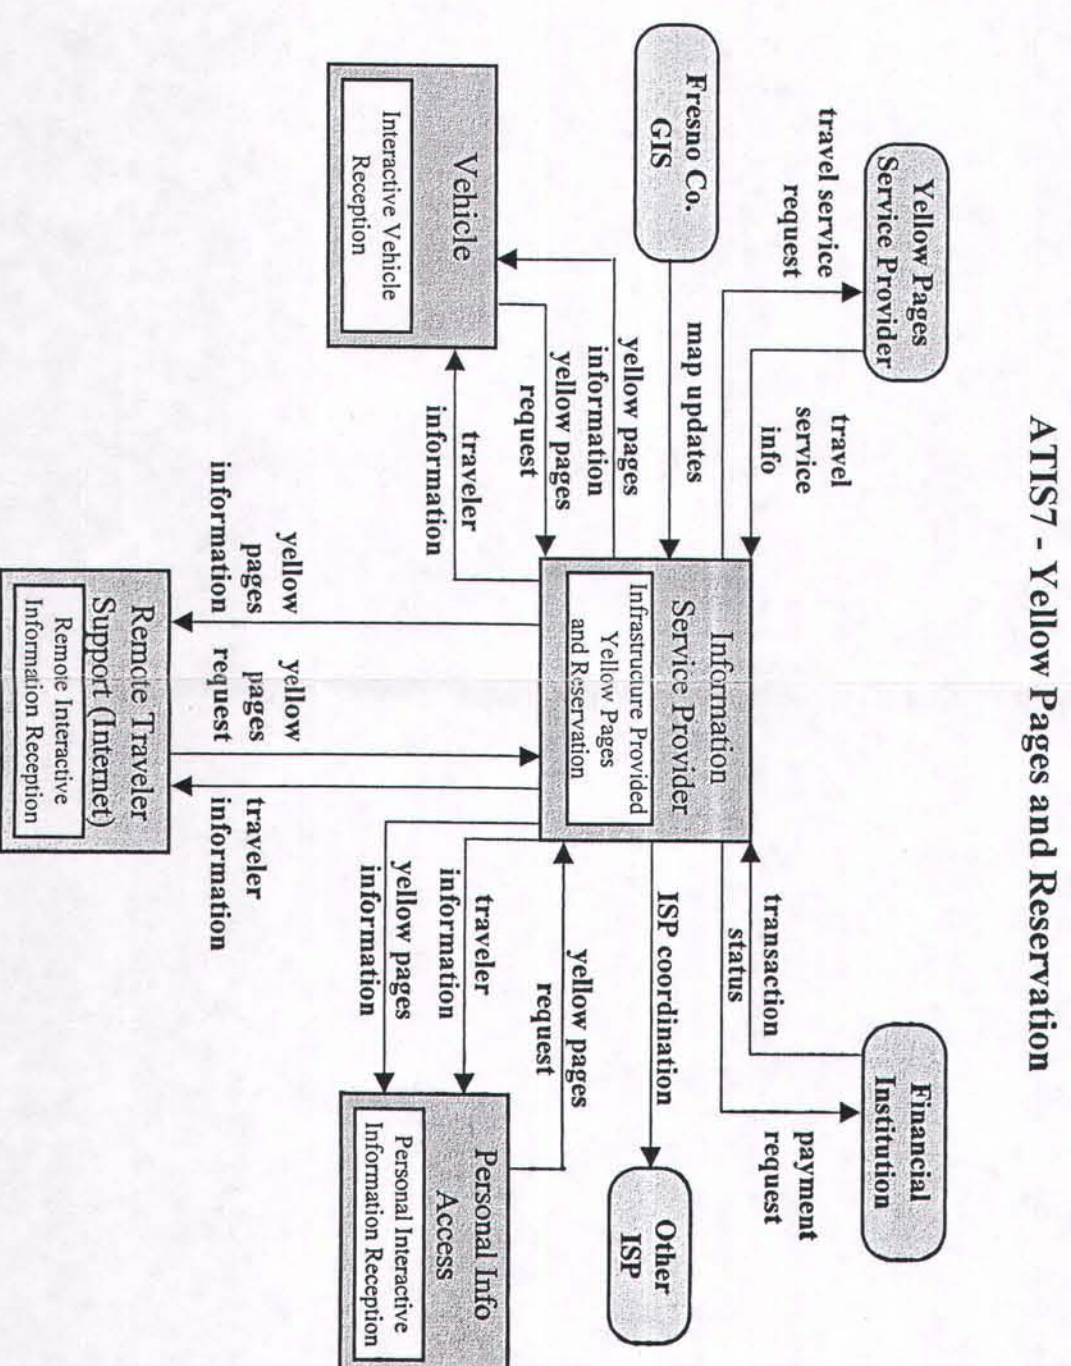 ATIS7 - Yellow Pages and Reservation
Yellow Pages
Service Provider
travel service
request
travel
service
info
Financial
Institution
transaction
status
payment
request
Fresno Co.
GIS
map updates
Information
Service Provider
Infrastructure Provided
Yellow Pages
and Reservation
ISP coordination
Other
ISP
yellow pages
information
yellow pages
request
Vehicle
Interactive Vehicle
Reception
traveler
information
yellow pages
request
traveler
information
yellow pages
information
Personal Info
Access
Personal Interactive
Information Reception
yellow
pages
information
yellow
pages
request
traveler
information
Remote Traveler
Support (Internet)
Remote Interactive
Information Reception